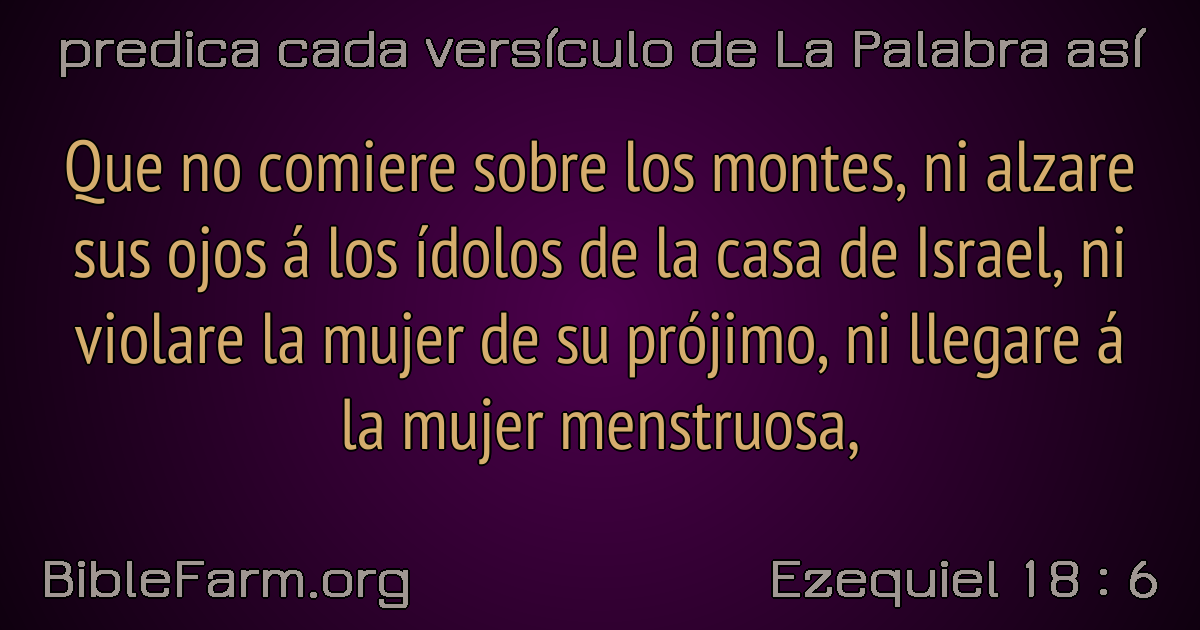 predica cada versículo de La Palabra así
Que no comiere sobre los montes, ni alzare
sus ojos á los ídolos de la casa de Israel, ni
violare la mujer de su prójimo, ni llegare á
la mujer menstruosa,
BibleFarm.org
Ezequiel 18 : 6